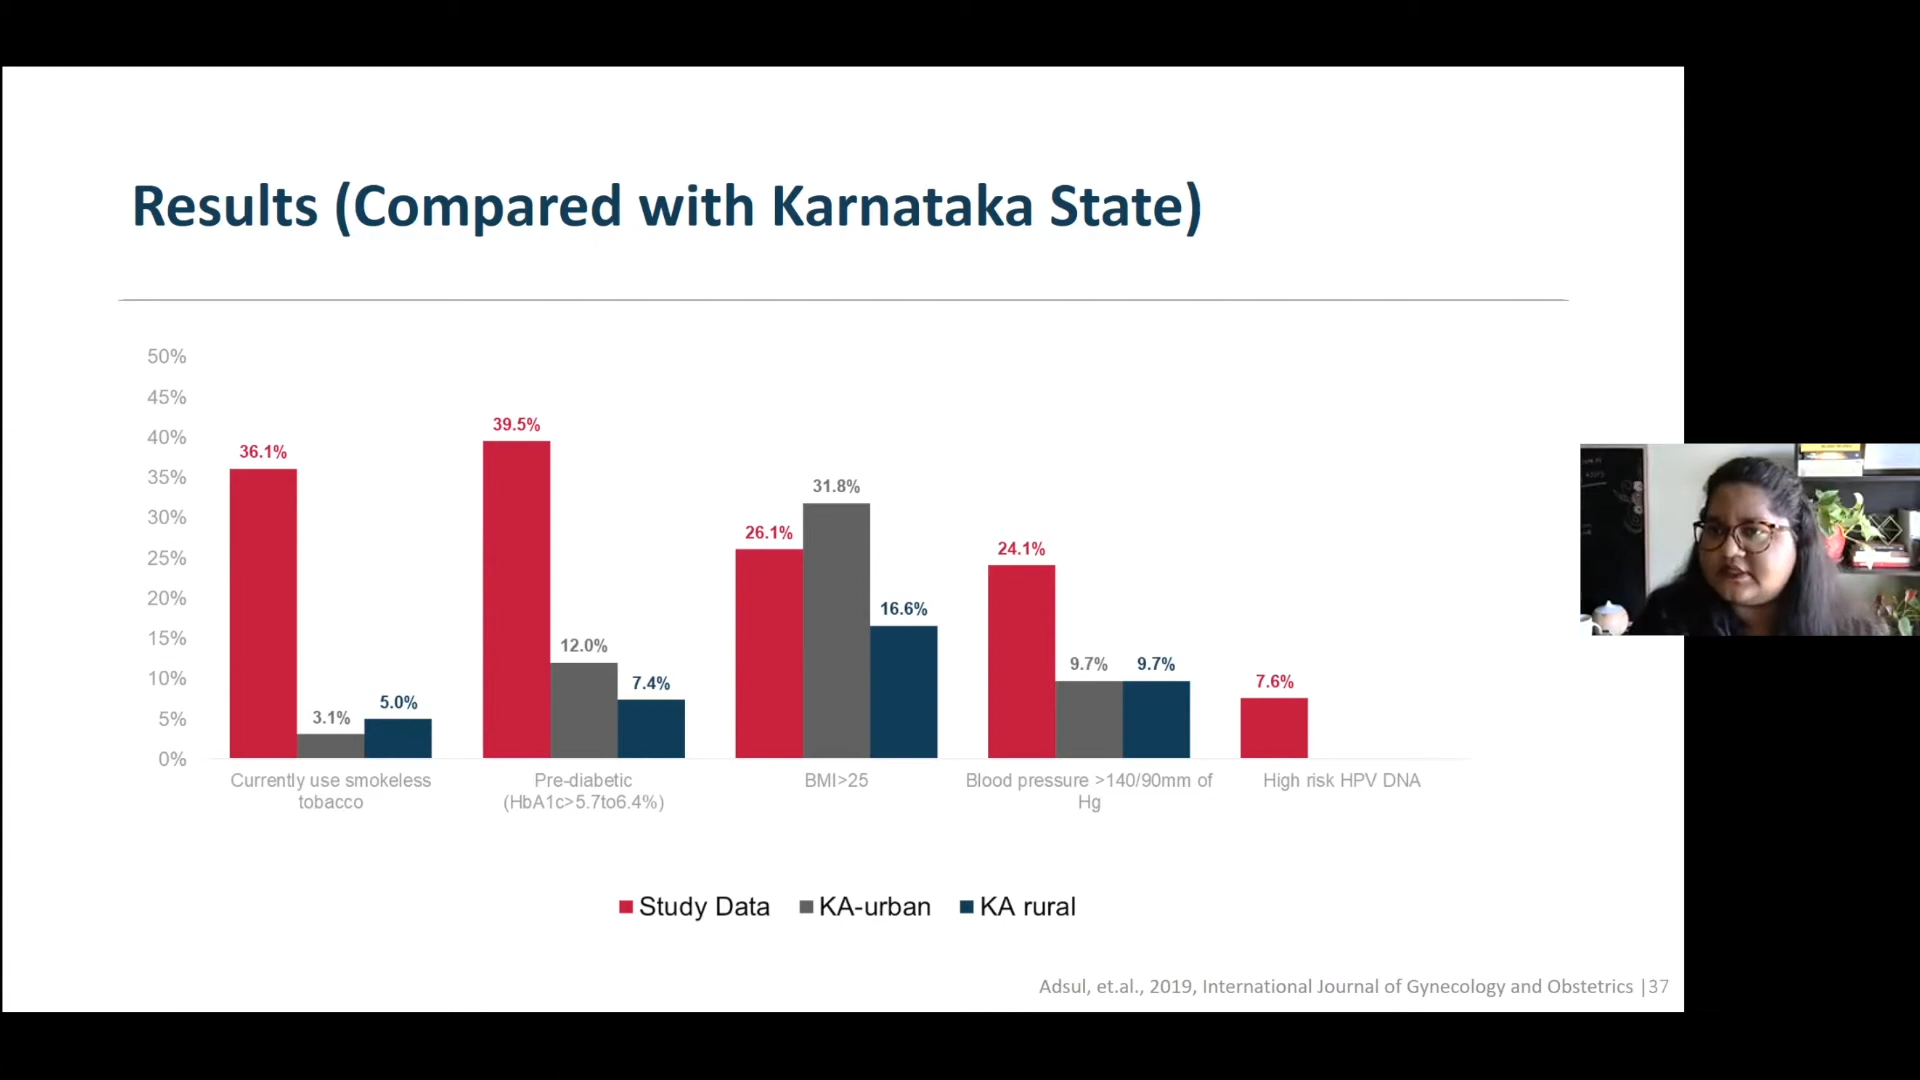 Results (Compared with Karnataka State)
50%
45%
40%
35%
30%
25%
20%
15%
10%
5%
0%
36.1%
3.1%
5.0%
39.5%
12.0%
7.4%
26.1%
31.8%
16.6%
24.1%
9.7%
9.7%
7.6%
Currently use smokeless
tobacco
Pre-diabetic
(HbA1c>5.7to6.4%)
BMI>25
Blood pressure >140/90mm of
Hg
High risk HPV DNA
Study Data KA-urban KA rural
Adsul, et.al., 2019, International Journal of Gynecology and Obstetrics |37